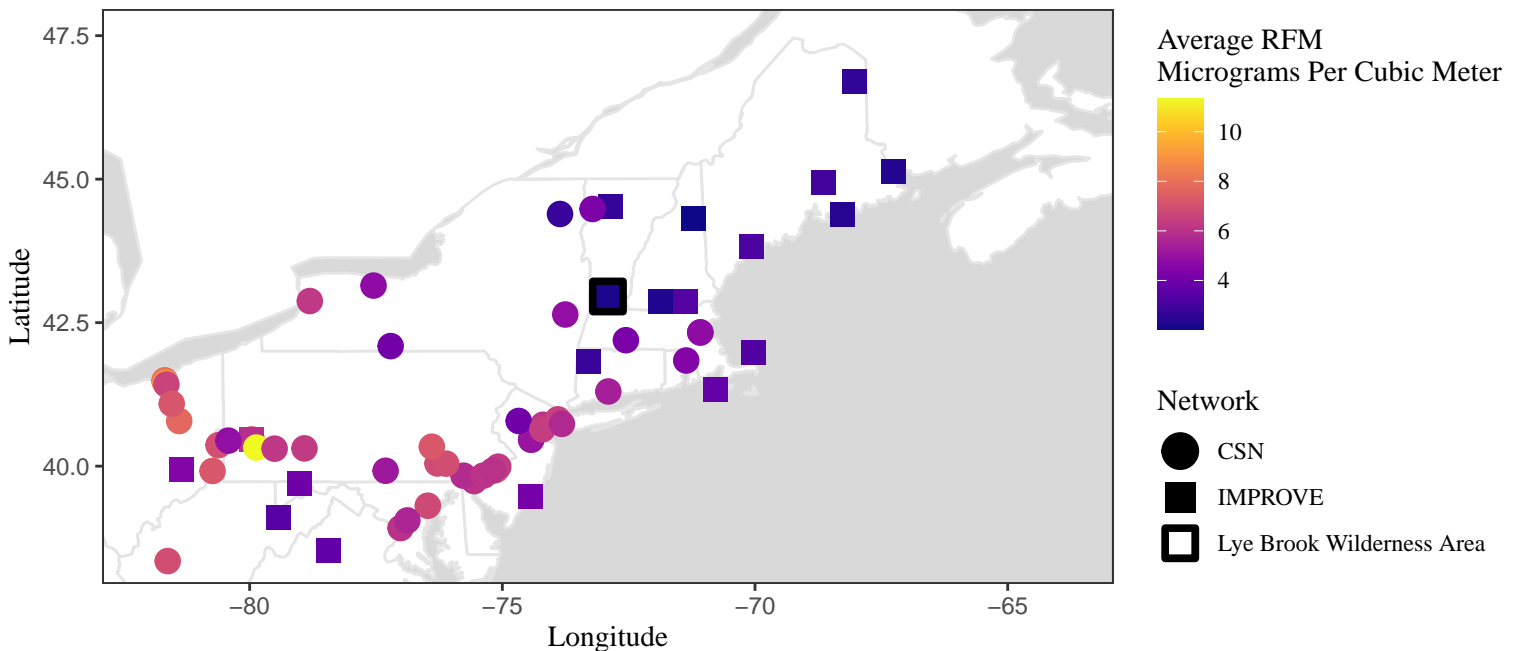 47.5
45.0
42.5
40.0
Latitude
−80
−75
−70
−65
Longitude
Average RFM
Micrograms Per Cubic Meter
10
8
6
4
Network
CSN
IMPROVE
Lye Brook Wilderness Area